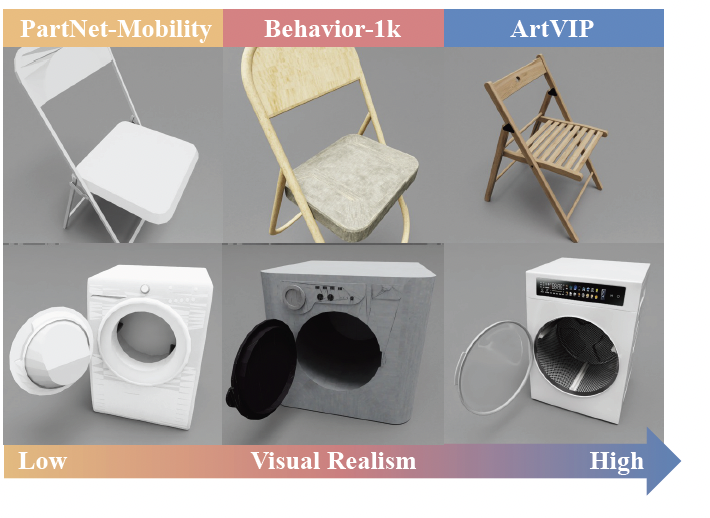 PartNet-Mobility Behavior-1k ArtVIP
Low Visual Realism High